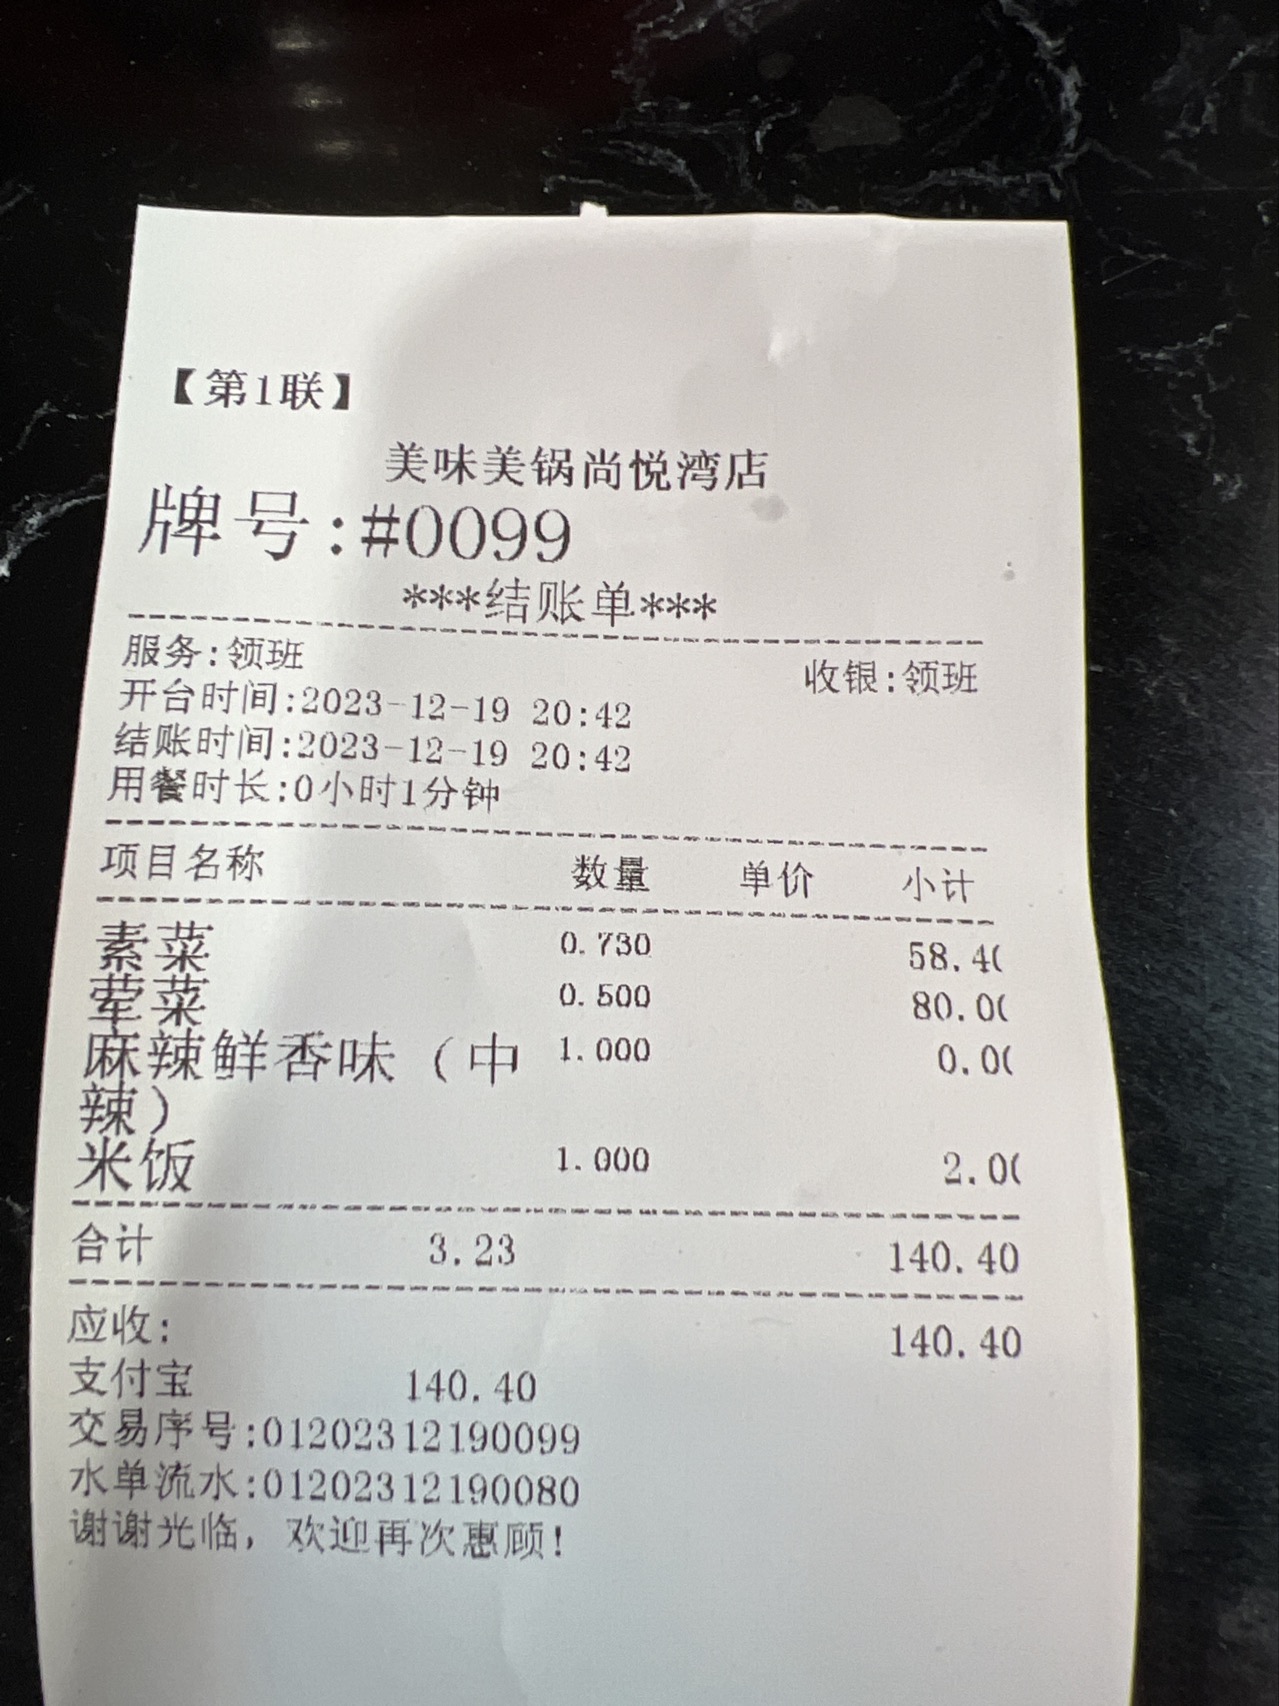 【第1联】
美味美锅尚悦湾店
牌号:#0099
***结账单***
服务:领班 收银:领班
开台时间:2023-12-19 20:42
结账时间:2023-12-19 20:42
用餐时长:0小时1分钟
项目名称 数量 单价 小计
素菜 0.730 58.40
荤菜 0.500 80.00
麻辣鲜香味（中 1.000 0.00
辣）
米饭 1.000 2.00
合计 3.23 140.40
应收: 140.40
支付宝 140.40
交易序号:01202312190099
水单流水:01202312190080
谢谢光临，欢迎再次惠顾!